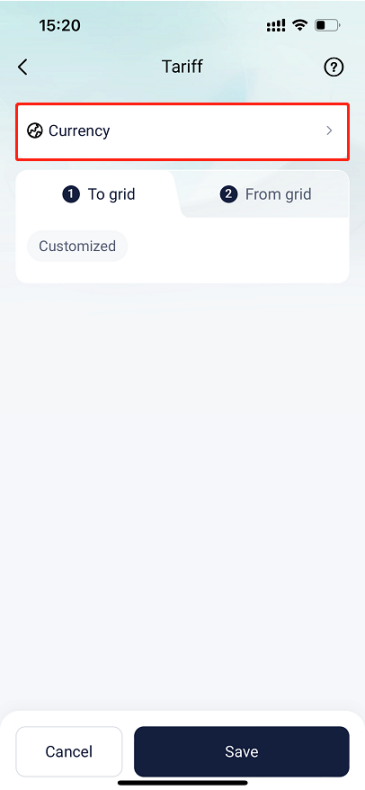 15:20
Tariff
Currency
1 To grid
2 From grid
Customized
Cancel
Save